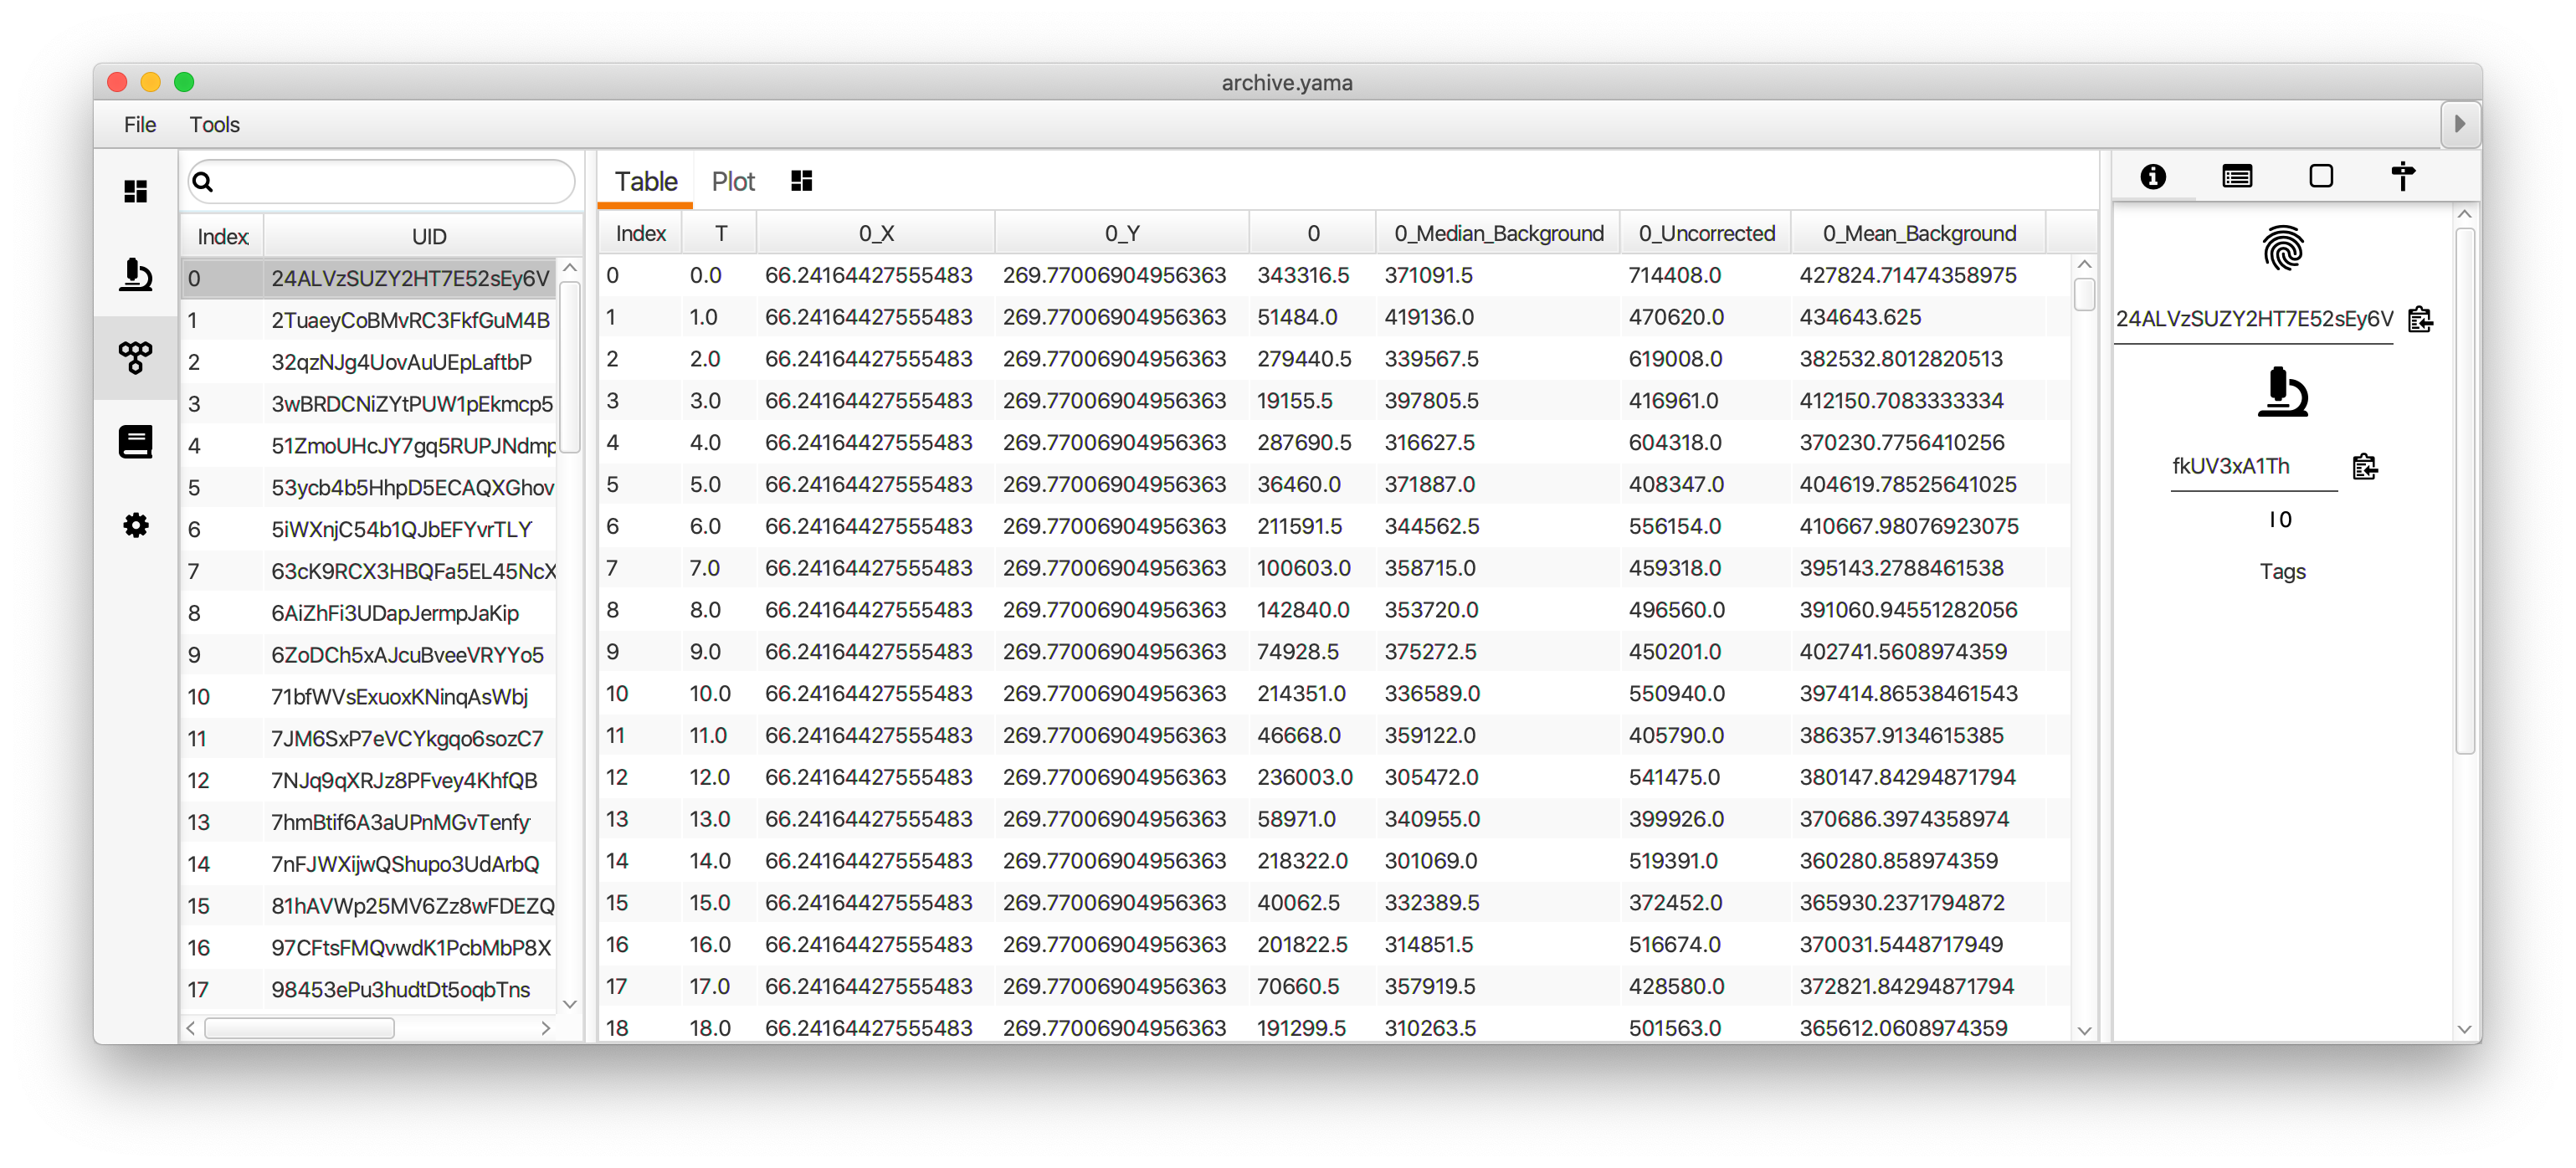 archive.yama
File Tools
Table Plot
Index UID
0 24ALVzSUZY2HT7E52sEy6V
1 2TuaeyCoBMvRC3FkfGuM4B
2 32qzNJg4UovAuUEpLaftbP
3 3wBRDCNiZYtPUW1pEkmcp5
4 51ZmoUHcJY7gq5RUPJNdmp
5 53ycb4b5HhpD5ECAQXGhov
6 5iWXnjC54b1QJbEFYvrTLY
7 63cK9RCX3HBQFa5EL45NcX
8 6AiZhFi3UDapJermpJaKip
9 6ZoDCh5xAJcuBveeVRYYo5
10 71bfWVsExuoxKNinqAsWbj
11 7JM6SxP7eVCYkgqo6sozC7
12 7NJq9qXRJz8PFvey4KhfQB
13 7hmBtif6A3aUPnMGvTenfy
14 7nFJWXijwQShupo3UdArbQ
15 81hAVWp25MV6Zz8wFDEZQ
16 97CFtsFMQvwdK1PcbMbP8X
17 98453ePu3hudtDt5oqbTns
Index T 0_X 0_Y 0 0_Median_Background 0_Uncorrected 0_Mean_Background
0 0.0 66.24164427555483 269.77006904956363 343316.5 371091.5 714408.0 427824.71474358975
1 1.0 66.24164427555483 269.77006904956363 51484.0 419136.0 470620.0 434643.625
2 2.0 66.24164427555483 269.77006904956363 279440.5 339567.5 619008.0 382532.8012820513
3 3.0 66.24164427555483 269.77006904956363 19155.5 397805.5 416961.0 412150.7083333334
4 4.0 66.24164427555483 269.77006904956363 287690.5 316627.5 604318.0 370230.7756410256
5 5.0 66.24164427555483 269.77006904956363 36460.0 371887.0 408347.0 404619.78525641025
6 6.0 66.24164427555483 269.77006904956363 211591.5 344562.5 556154.0 410667.98076923075
7 7.0 66.24164427555483 269.77006904956363 100603.0 358715.0 459318.0 395143.2788461538
8 8.0 66.24164427555483 269.77006904956363 142840.0 353720.0 496560.0 391060.94551282056
9 9.0 66.24164427555483 269.77006904956363 74928.5 375272.5 450201.0 402741.5608974359
10 10.0 66.24164427555483 269.77006904956363 214351.0 336589.0 550940.0 397414.86538461543
11 11.0 66.24164427555483 269.77006904956363 46668.0 359122.0 405790.0 386357.9134615385
12 12.0 66.24164427555483 269.77006904956363 236003.0 305472.0 541475.0 380147.84294871794
13 13.0 66.24164427555483 269.77006904956363 58971.0 340955.0 399926.0 370686.3974358974
14 14.0 66.24164427555483 269.77006904956363 218322.0 301069.0 519391.0 360280.858974359
15 15.0 66.24164427555483 269.77006904956363 40062.5 332389.5 372452.0 365930.2371794872
16 16.0 66.24164427555483 269.77006904956363 201822.5 314851.5 516674.0 370031.5448717949
17 17.0 66.24164427555483 269.77006904956363 70660.5 357919.5 428580.0 372821.84294871794
18 18.0 66.24164427555483 269.77006904956363 191299.5 310263.5 501563.0 365612.0608974359
24ALVzSUZY2HT7E52sEy6V
fkUV3xA1Th
I 0
Tags